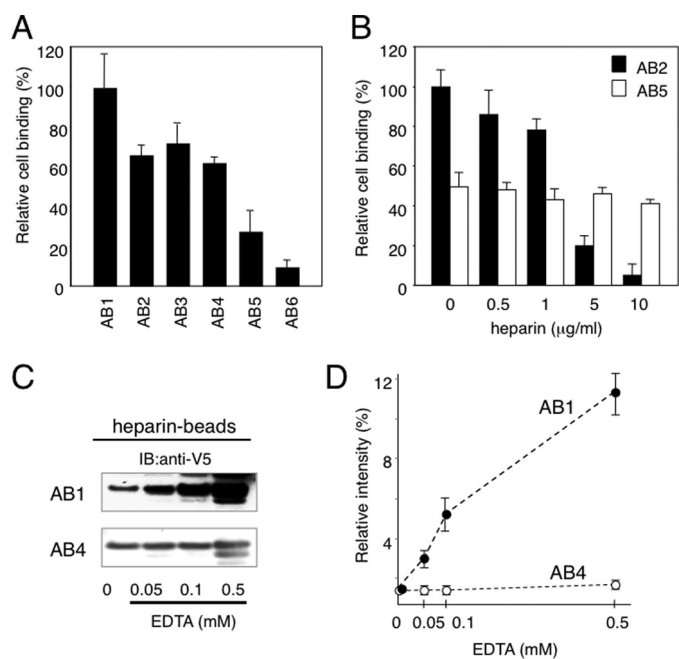 A
Relative cell binding (%)
120
100
80
60
40
20
0
AB1 AB2 AB3 AB4 AB5 AB6
B
Relative cell binding (%)
120
100
80
60
40
20
0
AB2
AB5
0 0.5 1 5 10
heparin (μg/ml)
C
heparin-beads
IB:anti-V5
AB1
AB4
0 0.05 0.1 0.5
EDTA (mM)
D
Relative intensity (%)
12
8
4
AB1
AB4
0 0.05 0.1 0.5
EDTA (mM)